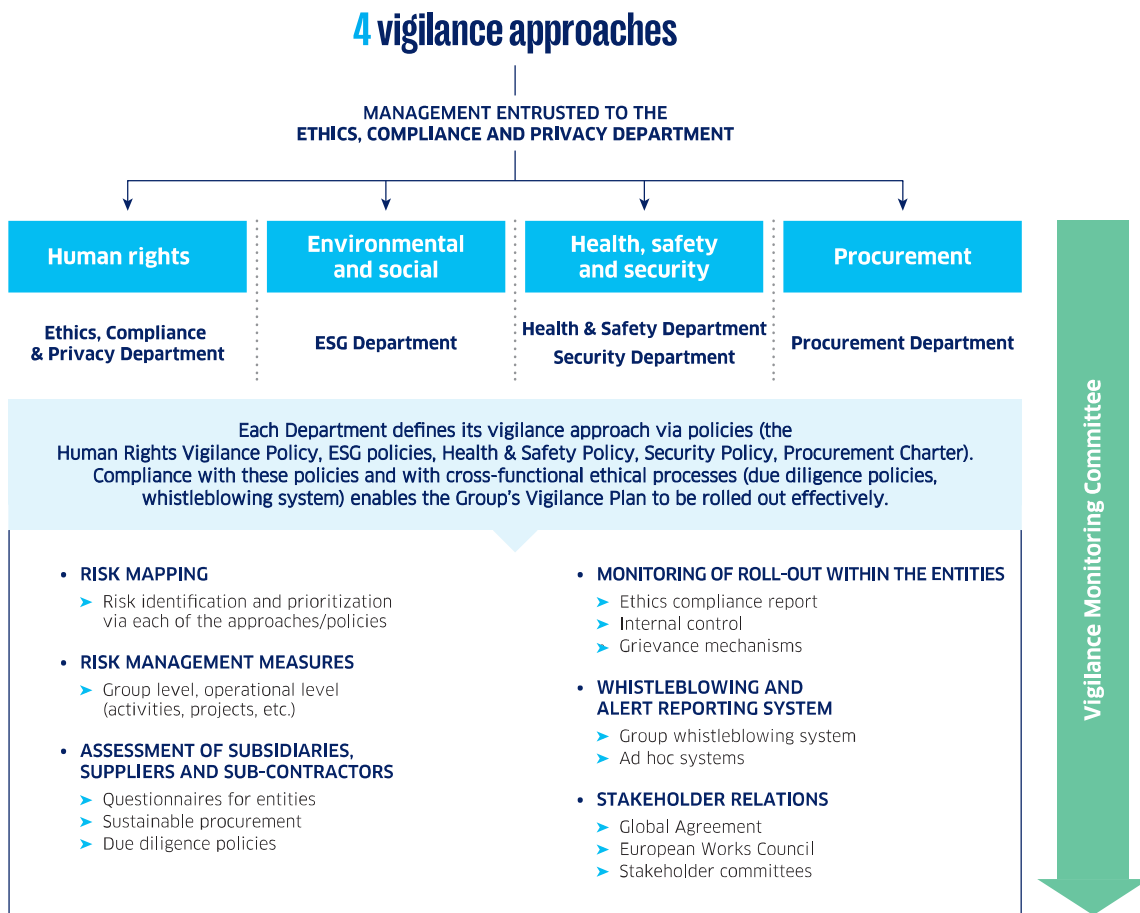 4 vigilance approaches
MANAGEMENT ENTRUSTED TO THE
ETHICS, COMPLIANCE AND PRIVACY DEPARTMENT
Human rights
Environmental
and social
Health, safety
and security
Procurement
Ethics, Compliance
& Privacy Department
ESG Department
Health & Safety Department
Security Department
Procurement Department
Each Department defines its vigilance approach via policies (the
Human Rights Vigilance Policy, ESG policies, Health & Safety Policy, Security Policy, Procurement Charter).
Compliance with these policies and with cross-functional ethical processes (due diligence policies,
whistleblowing system) enables the Group's Vigilance Plan to be rolled out effectively.
• RISK MAPPING
➤ Risk identification and prioritization
via each of the approaches/policies
• RISK MANAGEMENT MEASURES
➤ Group level, operational level
(activities, projects, etc.)
• ASSESSMENT OF SUBSIDIARIES,
SUPPLIERS AND SUB-CONTRACTORS
➤ Questionnaires for entities
➤ Sustainable procurement
➤ Due diligence policies
• MONITORING OF ROLL-OUT WITHIN THE ENTITIES
➤ Ethics compliance report
➤ Internal control
➤ Grievance mechanisms
• WHISTLEBLOWING AND
ALERT REPORTING SYSTEM
➤ Group whistleblowing system
➤ Ad hoc systems
• STAKEHOLDER RELATIONS
➤ Global Agreement
➤ European Works Council
➤ Stakeholder committees
Vigilance Monitoring Committee